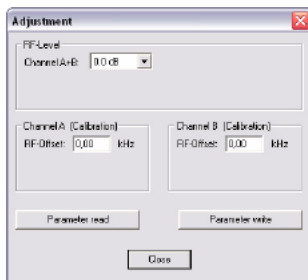 Adjustment
RF-Level
Channel A+B: 0.0 dB
Channel A (Calibration)
RF-Offset: 0,00 kHz
Channel B (Calibration)
RF-Offset: 0,00 kHz
Parameter read
Parameter write
Close